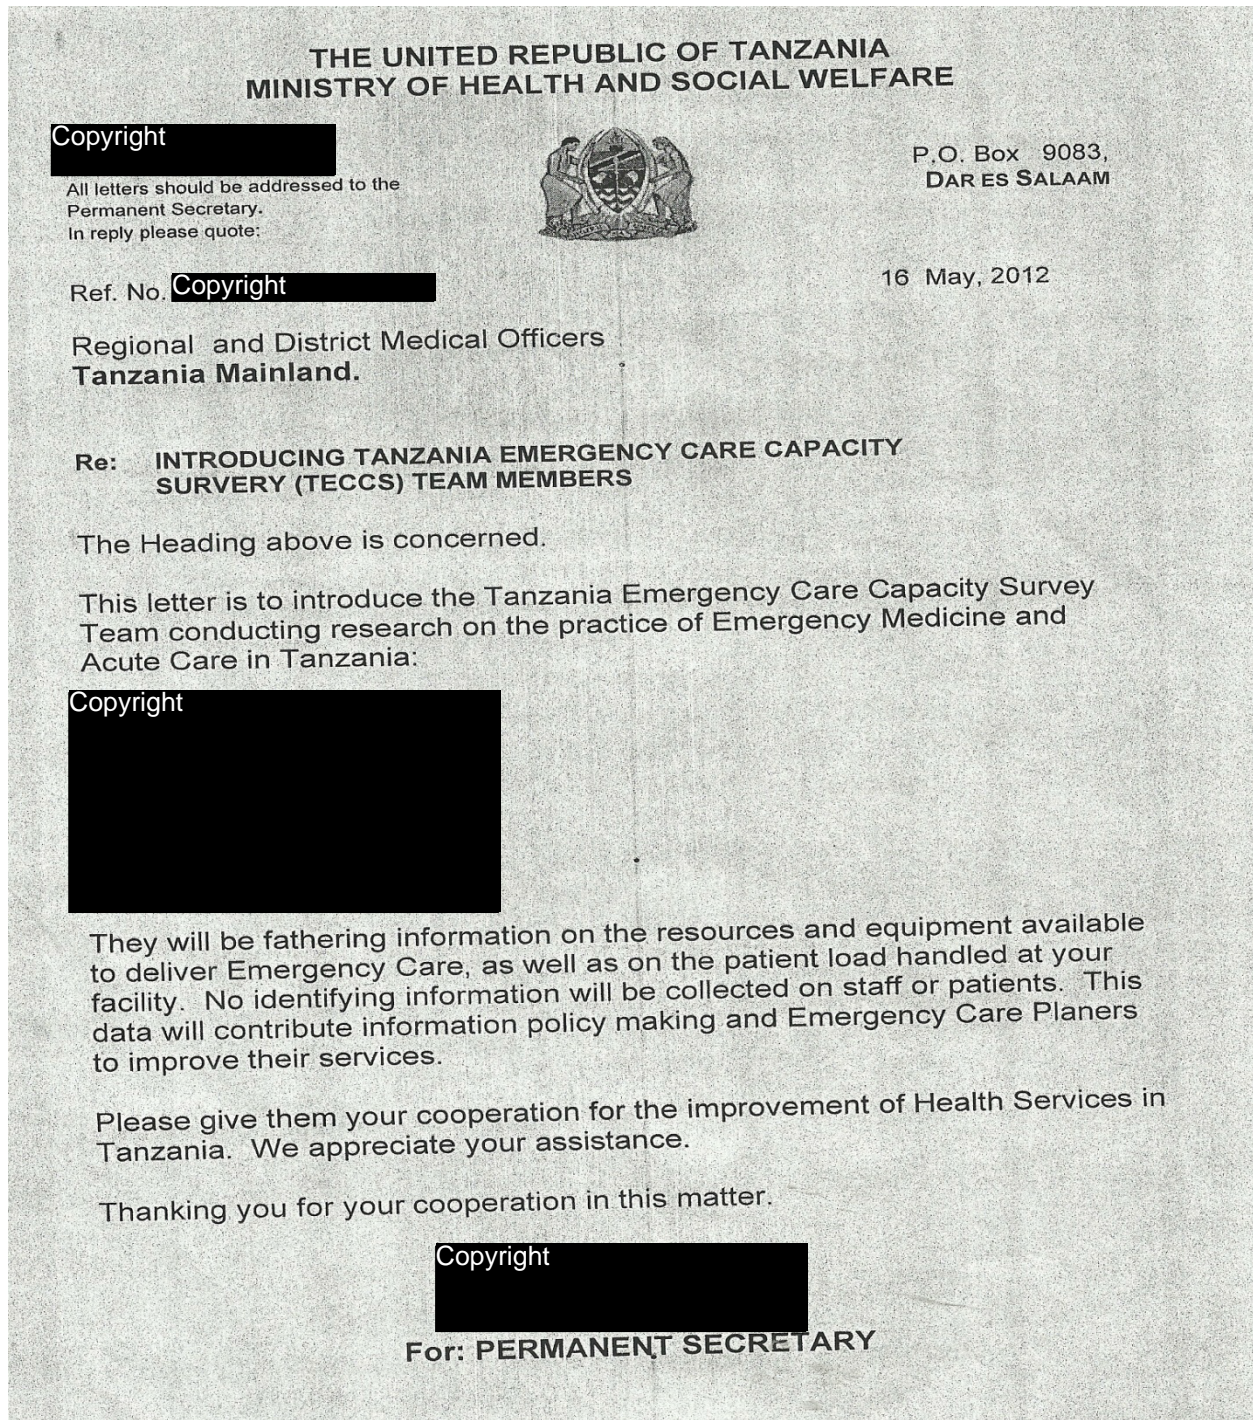 THE UNITED REPUBLIC OF TANZANIA
MINISTRY OF HEALTH AND SOCIAL WELFARE
Copyright
All letters should be addressed to the
Permanent Secretary.
In reply please quote:
P.O. Box 9083,
DAR ES SALAAM
Ref. No. Copyright
16 May, 2012
Regional and District Medical Officers
Tanzania Mainland.
Re: INTRODUCING TANZANIA EMERGENCY CARE CAPACITY
SURVERY (TECCS) TEAM MEMBERS
The Heading above is concerned.
This letter is to introduce the Tanzania Emergency Care Capacity Survey
Team conducting research on the practice of Emergency Medicine and
Acute Care in Tanzania:
Copyright
They will be fathering information on the resources and equipment available
to deliver Emergency Care, as well as on the patient load handled at your
facility. No identifying information will be collected on staff or patients. This
data will contribute information policy making and Emergency Care Planers
to improve their services.
Please give them your cooperation for the improvement of Health Services in
Tanzania. We appreciate your assistance.
Thanking you for your cooperation in this matter.
Copyright
For: PERMANENT SECRETARY